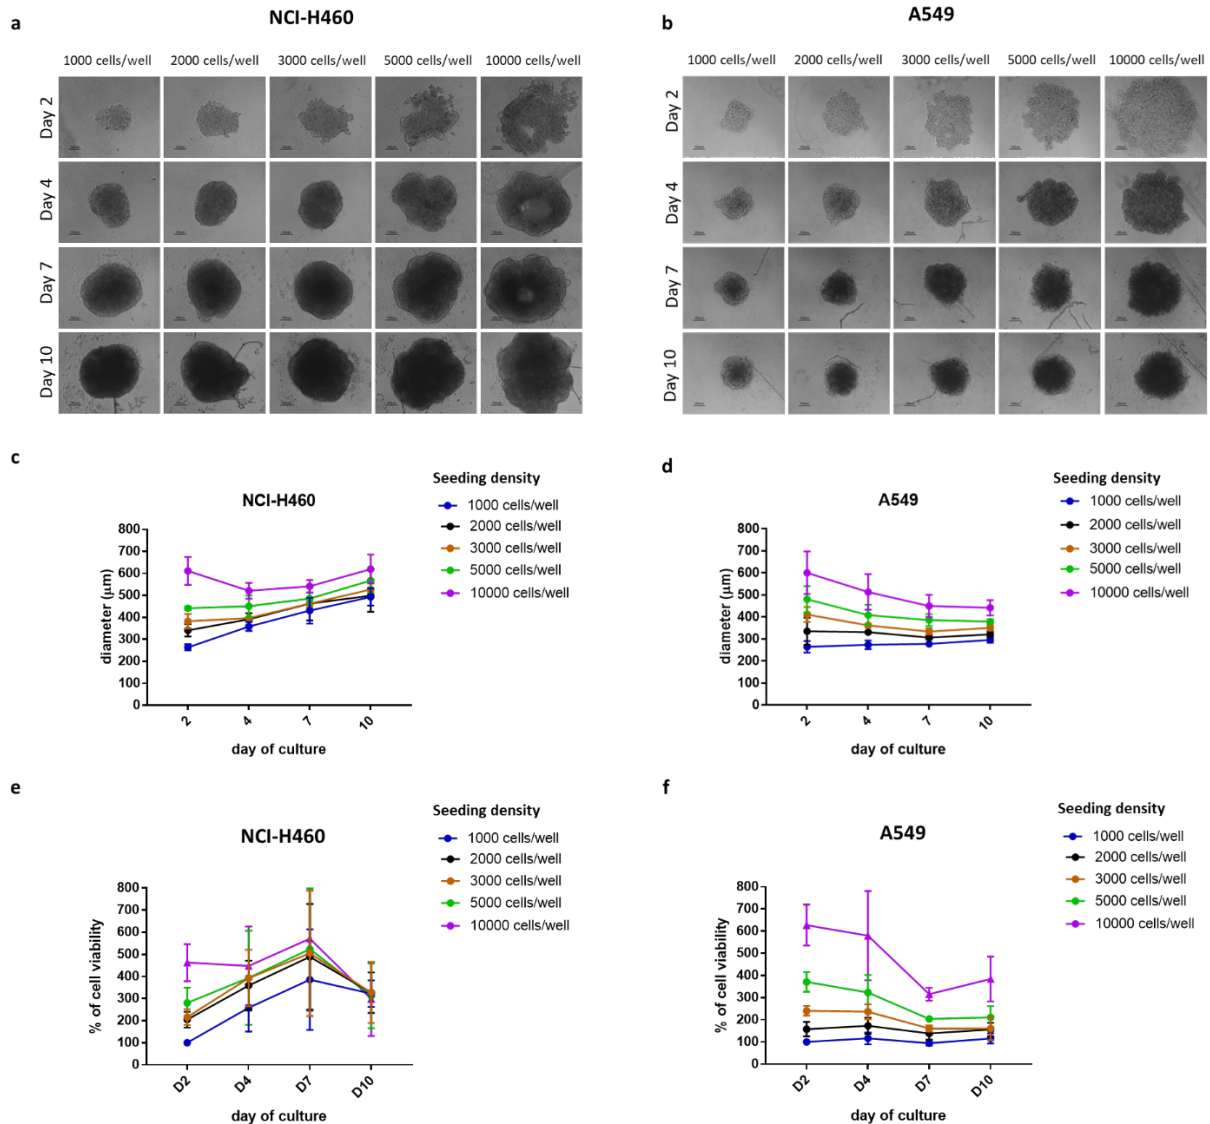 a
NCI-H460
1000 cells/well 2000 cells/well 3000 cells/well 5000 cells/well 10000 cells/well
Day 2
Day 4
Day 7
Day 10
b
A549
1000 cells/well 2000 cells/well 3000 cells/well 5000 cells/well 10000 cells/well
Day 2
Day 4
Day 7
Day 10
c
NCI-H460
Seeding density
1000 cells/well
2000 cells/well
3000 cells/well
5000 cells/well
10000 cells/well
diameter (µm)
800
700
600
500
400
300
200
100
0
2 4 7 10
day of culture
d
A549
Seeding density
1000 cells/well
2000 cells/well
3000 cells/well
5000 cells/well
10000 cells/well
diameter (µm)
800
700
600
500
400
300
200
100
0
2 4 7 10
day of culture
e
NCI-H460
Seeding density
1000 cells/well
2000 cells/well
3000 cells/well
5000 cells/well
10000 cells/well
% of cell viability
800
700
600
500
400
300
200
100
0
D2 D4 D7 D10
day of culture
f
A549
Seeding density
1000 cells/well
2000 cells/well
3000 cells/well
5000 cells/well
10000 cells/well
% of cell viability
800
700
600
500
400
300
200
100
0
D2 D4 D7 D10
day of culture